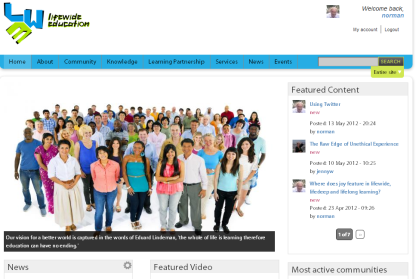 lifewide
education
Welcome back,
norman
My account
Logout
Home
About
Community
Knowledge
Learning Partnership
Services
News
Events
SEARCH
Entire site
Featured Content
Using Twitter
new
Posted: 13 May 2012 - 20:24
by norman
The Raw Edge of Unethical Experience
new
Posted: 10 May 2012 - 10:25
by jennyw
Where does joy feature in lifewide,
lifedeep and lifelong learning?
new
Posted: 23 Apr 2012 - 09:26
by norman
1 of 7
Our vision for a better world is captured in the words of Eduard Lindeman, 'the whole of life is learning therefore
education can have no ending.'
News
Featured Video
Most active communities